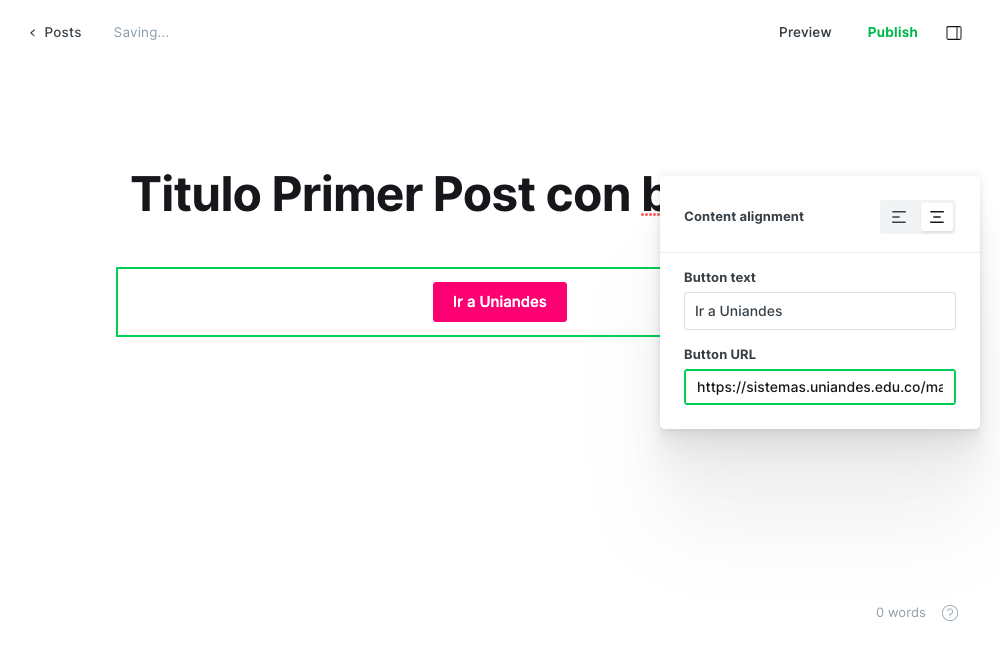 Posts
Saving...
Preview
Publish
Titulo Primer Post con
Content alignment
Ir a Uniandes
Button text
Ir a Uniandes
Button URL
https://sistemas.uniandes.edu.co/ma
0 words
?